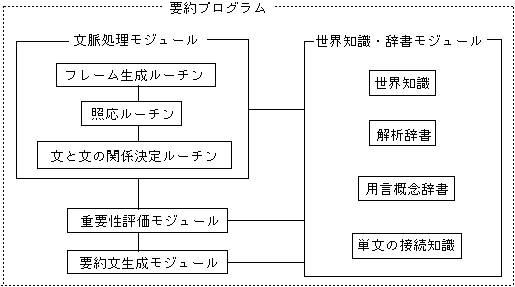 要約プログラム
文脈処理モジュール
フレーム生成ルーチン
照応ルーチン
文と文の関係決定ルーチン
重要性評価モジュール
要約文生成モジュール
世界知識・辞書モジュール
世界知識
解析辞書
用言概念辞書
単文の接続知識